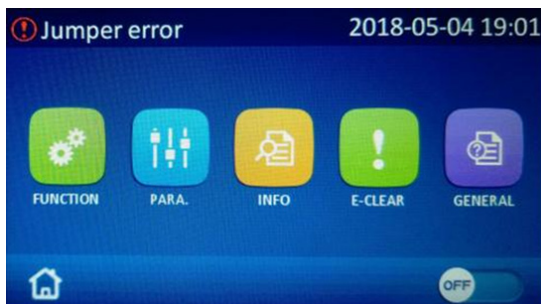 Jumper error
2018-05-04 19:01
FUNCTION
PARA.
INFO
E-CLEAR
GENERAL
OFF